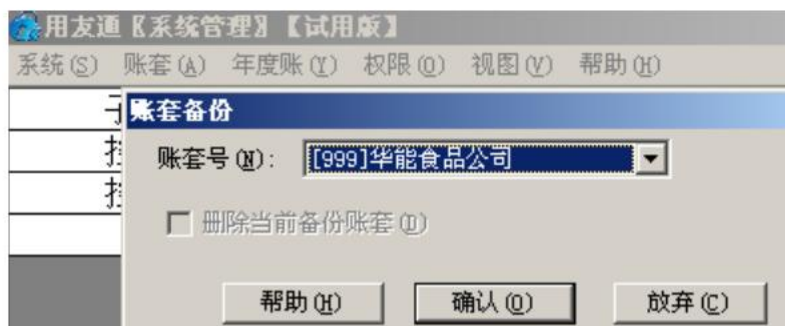 用友通〖系统管理〗【试用版】
系统(S) 账套(A) 年度账(Y) 权限(O) 视图(V) 帮助(H)
账套备份
账套号(N): [999]华能食品公司
删除当前备份账套(D)
帮助(H) 确认(O) 放弃(C)